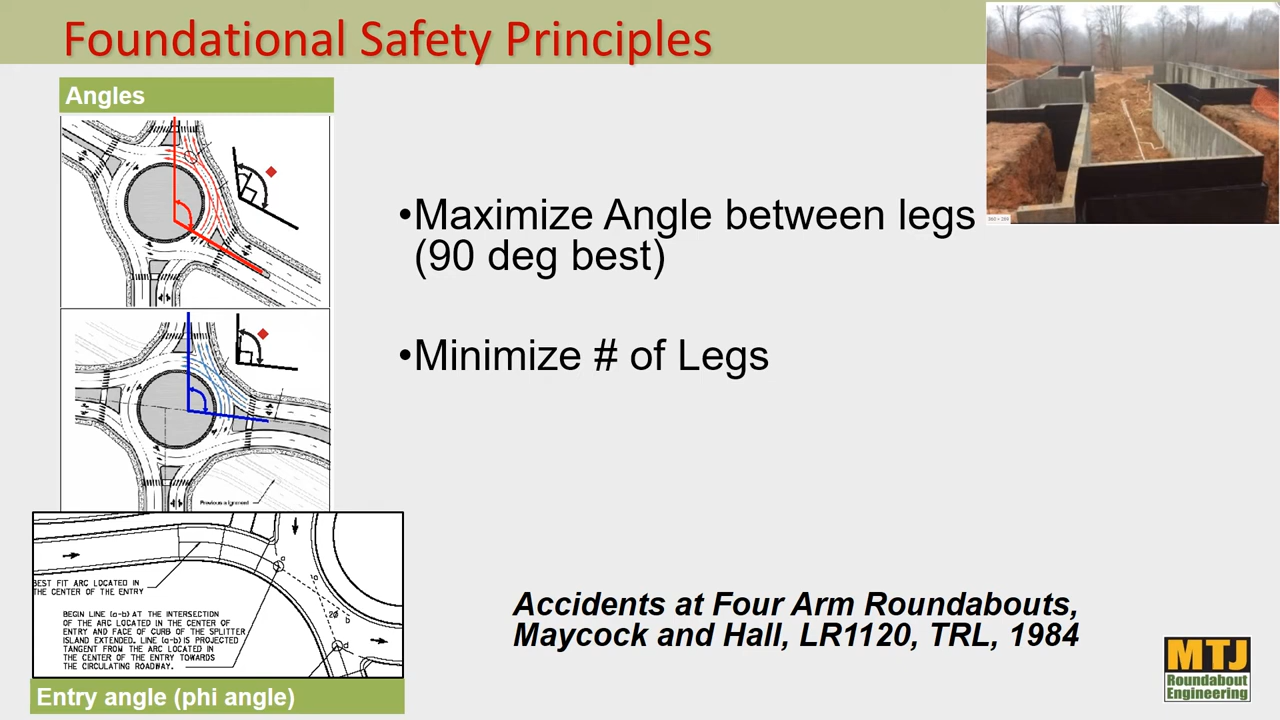 Foundational Safety Principles
Angles
•Maximize Angle between legs
(90 deg best)
•Minimize # of Legs
Previous alignment
BEST FIT ARC LOCATED IN
THE CENTER OF THE ENTRY
BEGIN LINE (a-b) AT THE INTERSECTION
OF THE ARC LOCATED IN THE CENTER OF
ENTRY AND FACE OF CURB OF THE SPLITTER
ISLAND EXTENDED. LINE (a-b) IS PROJECTED
TANGENT FROM THE ARC LOCATED IN
THE CENTER OF THE ENTRY TOWARDS
THE CIRCULATING ROADWAY.
a
b
d
Entry angle (phi angle)
Accidents at Four Arm Roundabouts,
Maycock and Hall, LR1120, TRL, 1984
MTJ
Roundabout
Engineering